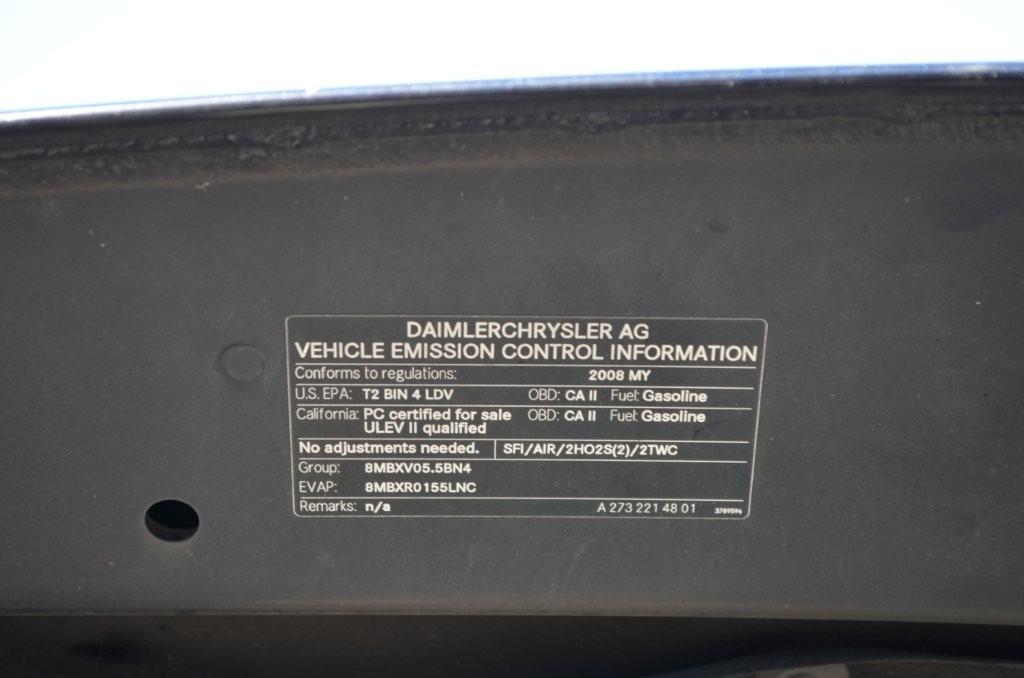 DAIMLERCHRYSLER AG
VEHICLE EMISSION CONTROL INFORMATION
Conforms to regulations: 2008 MY
U.S. EPA: T2 BIN 4 LDV OBD: CA II Fuel: Gasoline
California: PC certified for sale OBD: CA II Fuel: Gasoline
ULEV II qualified
No adjustments needed. SFI/AIR/2HO2S(2)/2TWC
Group: 8MBXV05.5BN4
EVAP: 8MBXR0155LNC
Remarks: n/a A 273 221 48 01 3789596